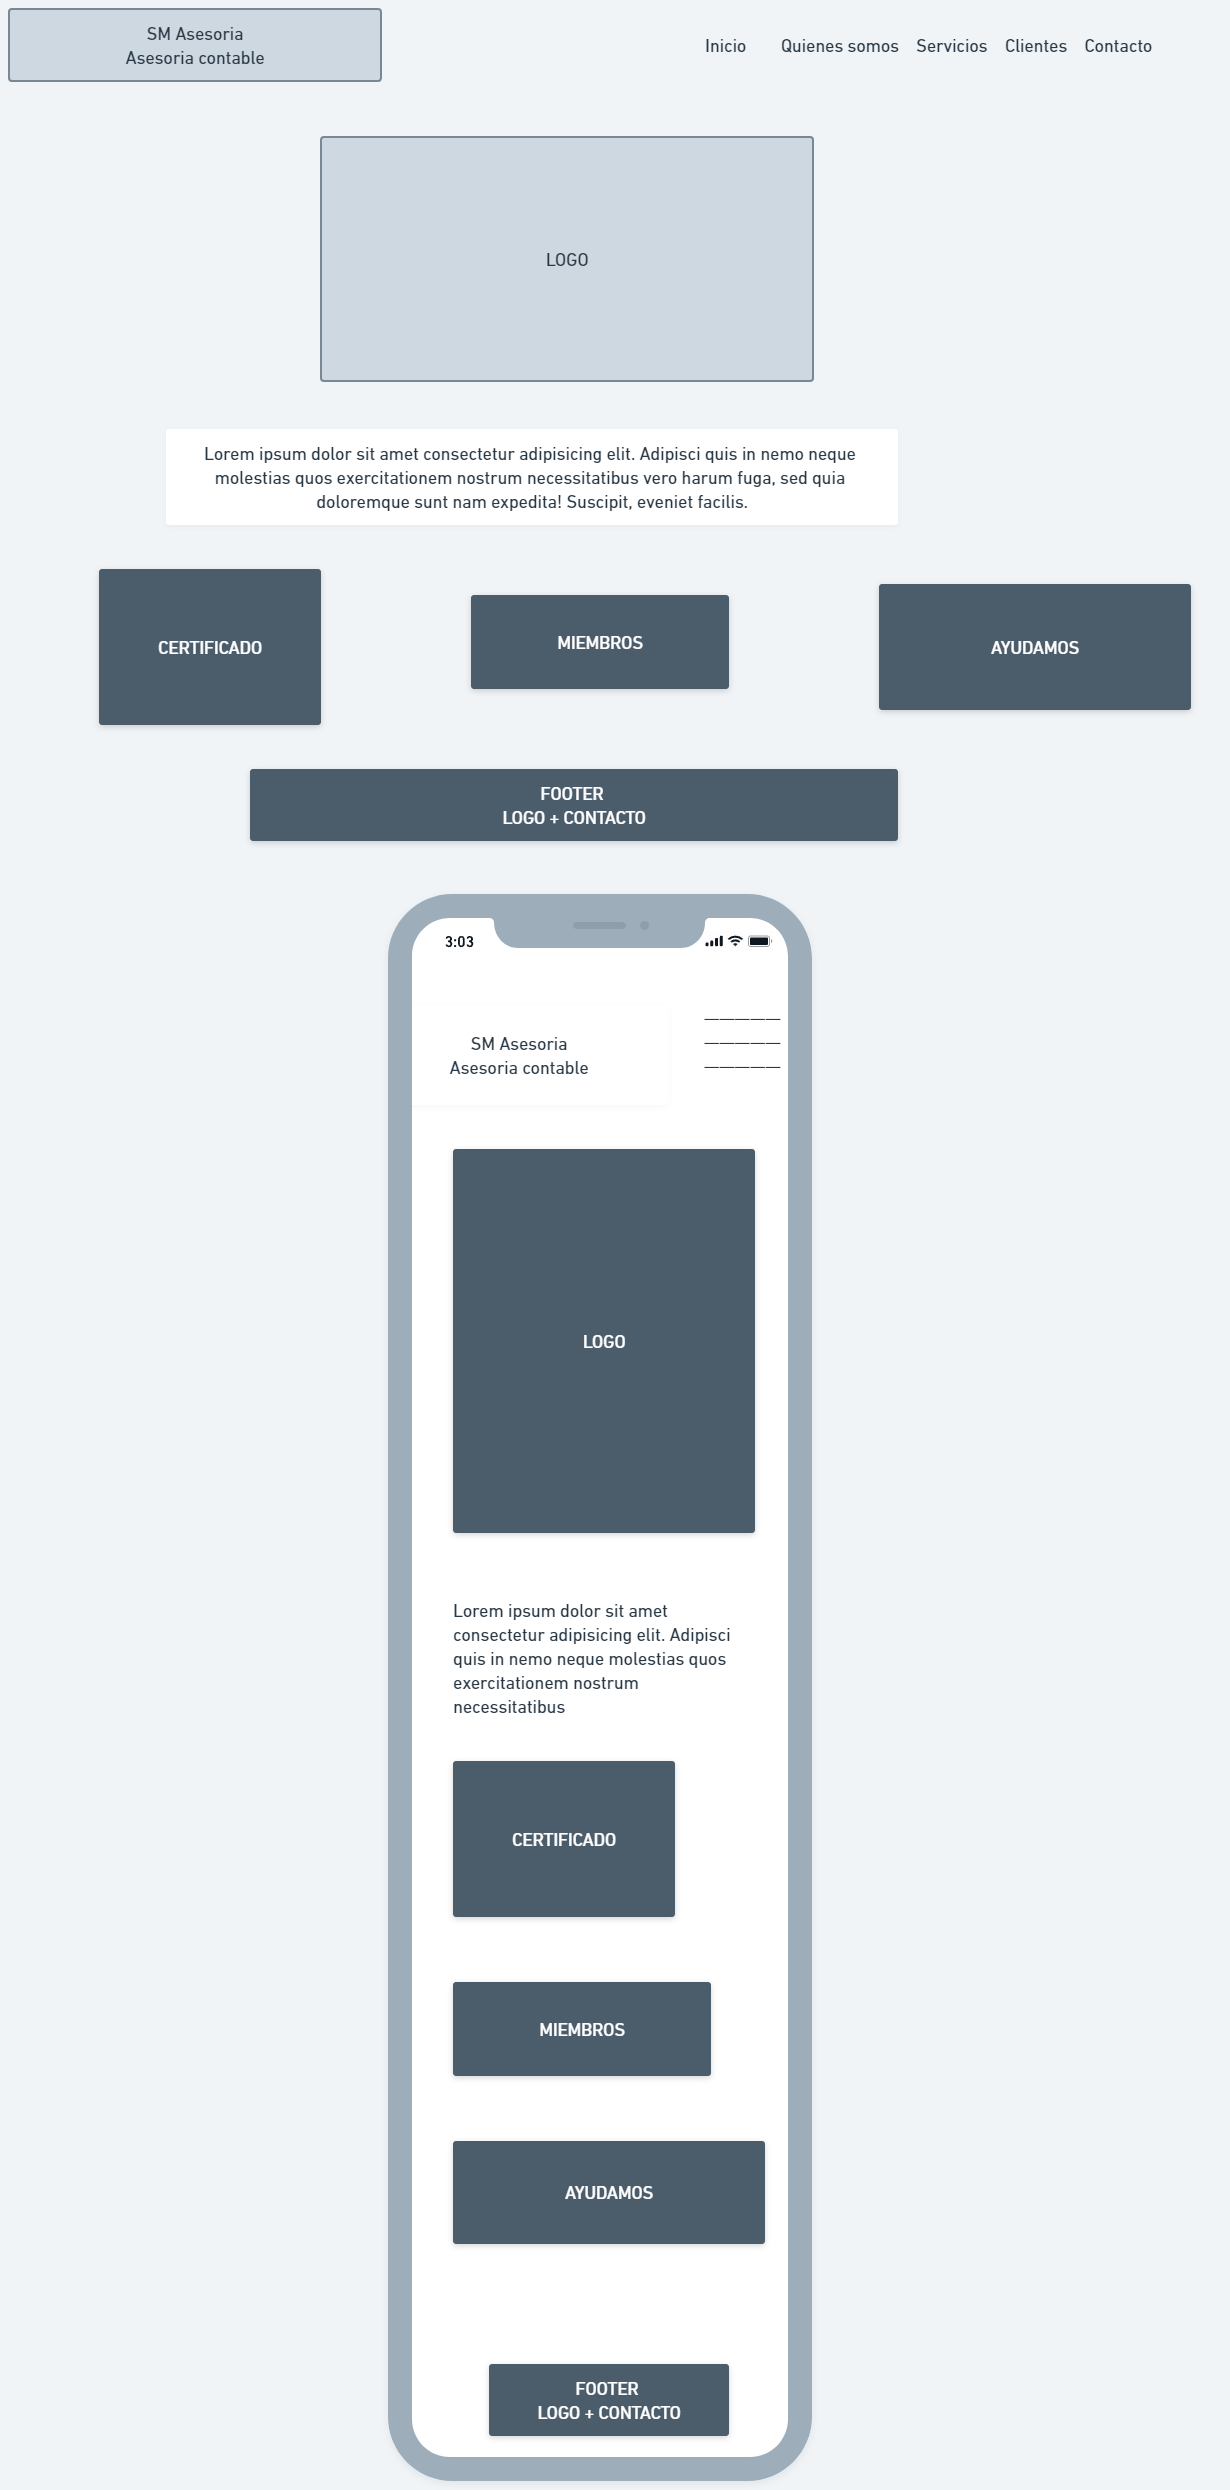 SM Asesoria
Asesoria contable
Inicio Quienes somos Servicios Clientes Contacto
LOGO
Lorem ipsum dolor sit amet consectetur adipisicing elit. Adipisci quis in nemo neque
molestias quos exercitationem nostrum necessitatibus vero harum fuga, sed quia
doloremque sunt nam expedita! Suscipit, eveniet facilis.
CERTIFICADO
MIEMBROS
AYUDAMOS
FOOTER
LOGO + CONTACTO
3:03
SM Asesoria
Asesoria contable
LOGO
Lorem ipsum dolor sit amet
consectetur adipisicing elit. Adipisci
quis in nemo neque molestias quos
exercitationem nostrum
necessitatibus
CERTIFICADO
MIEMBROS
AYUDAMOS
FOOTER
LOGO + CONTACTO